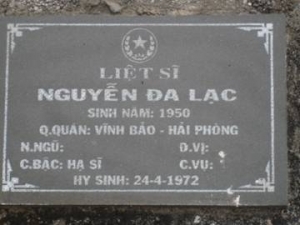 LIỆT SĨ
NGUYỄN ĐA LẠC
SINH NĂM: 1950
Q.QUÁN: VĨNH BẢO - HẢI PHÒNG
N.NGŨ: Đ.VỊ:
C.BẬC: HẠ SĨ C.VỤ:
HY SINH: 24-4-1972